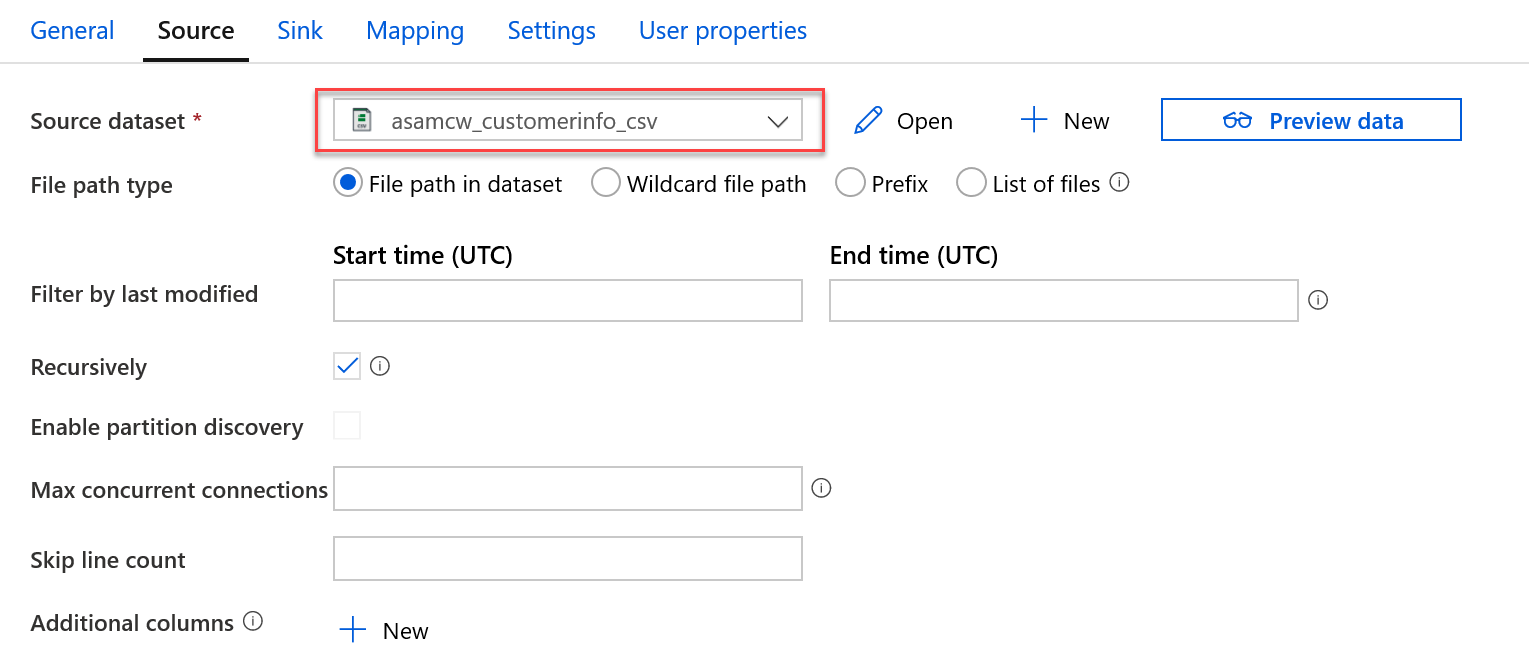 General Source Sink Mapping Settings User properties
Source dataset * asamcw_customerinfo_csv Open New Preview data
File path type File path in dataset Wildcard file path Prefix List of files
Start time (UTC) End time (UTC)
Filter by last modified
Recursively
Enable partition discovery
Max concurrent connections
Skip line count
Additional columns New